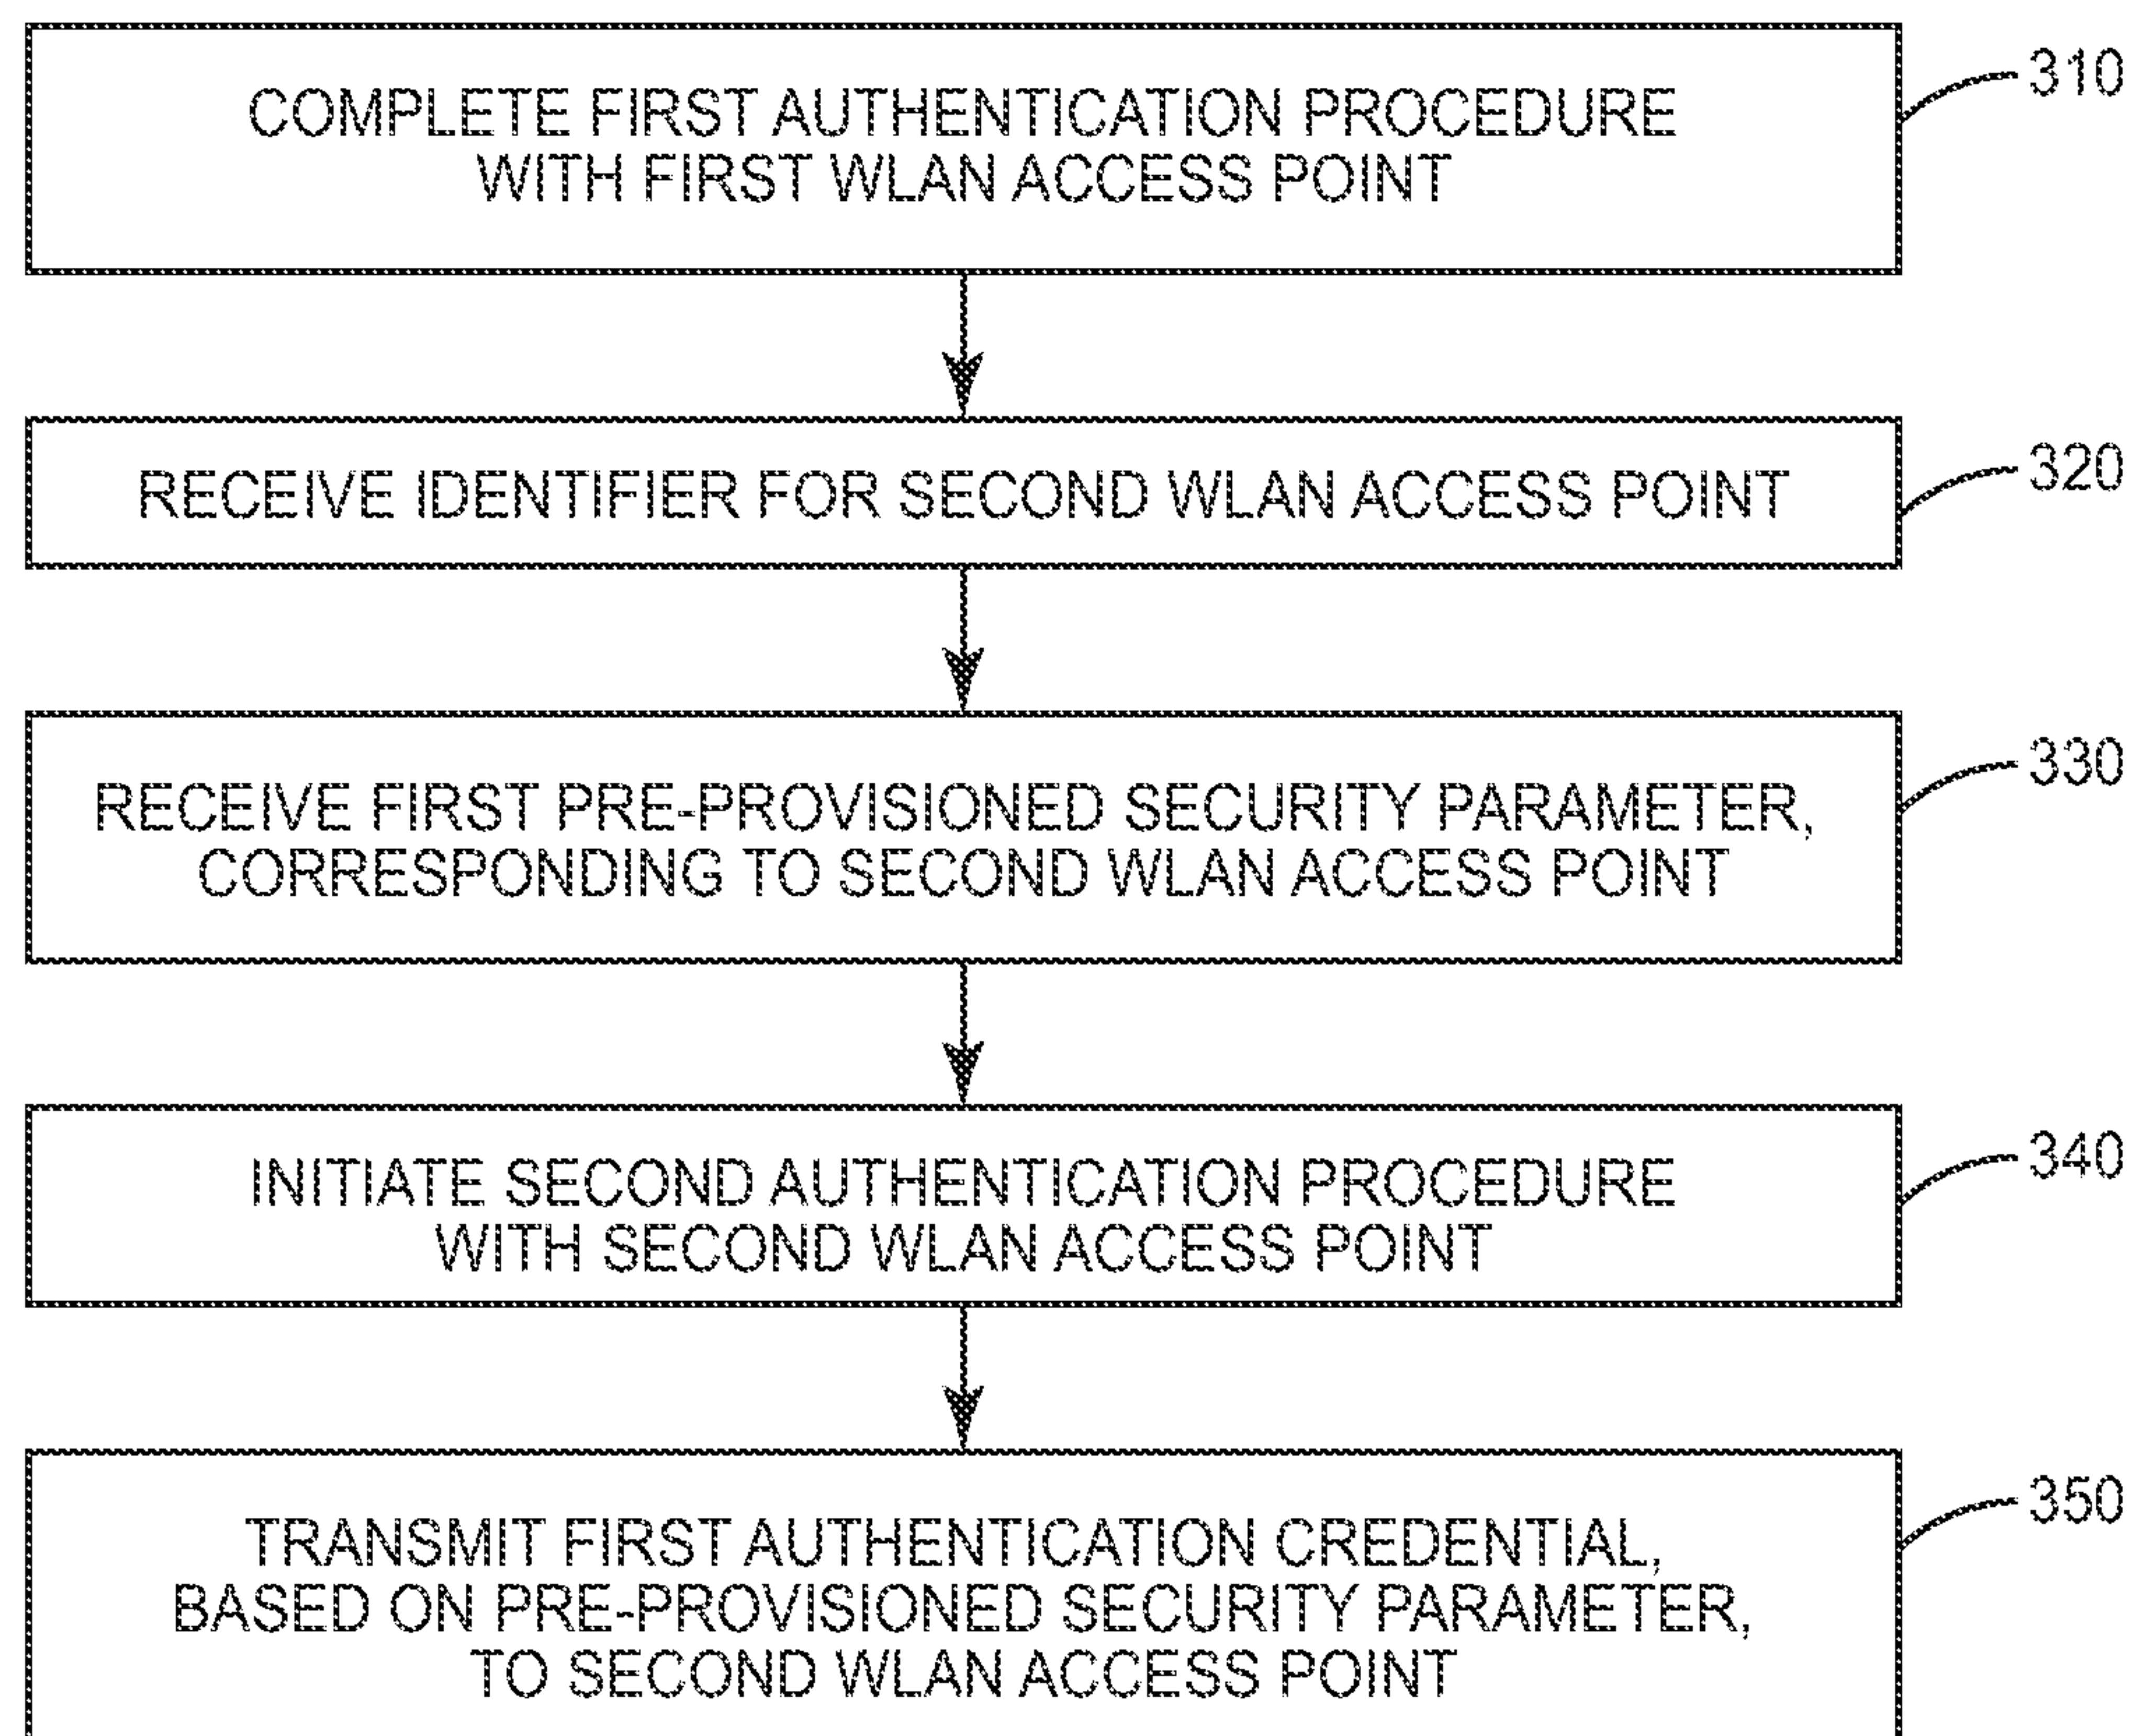 COMPLETE FIRST AUTHENTICATION PROCEDURE
WITH FIRST WLAN ACCESS POINT
310
RECEIVE IDENTIFIER FOR SECOND WLAN ACCESS POINT
320
RECEIVE FIRST PRE-PROVISIONED SECURITY PARAMETER,
CORRESPONDING TO SECOND WLAN ACCESS POINT
330
INITIATE SECOND AUTHENTICATION PROCEDURE
WITH SECOND WLAN ACCESS POINT
340
TRANSMIT FIRST AUTHENTICATION CREDENTIAL,
BASED ON PRE-PROVISIONED SECURITY PARAMETER,
TO SECOND WLAN ACCESS POINT
350